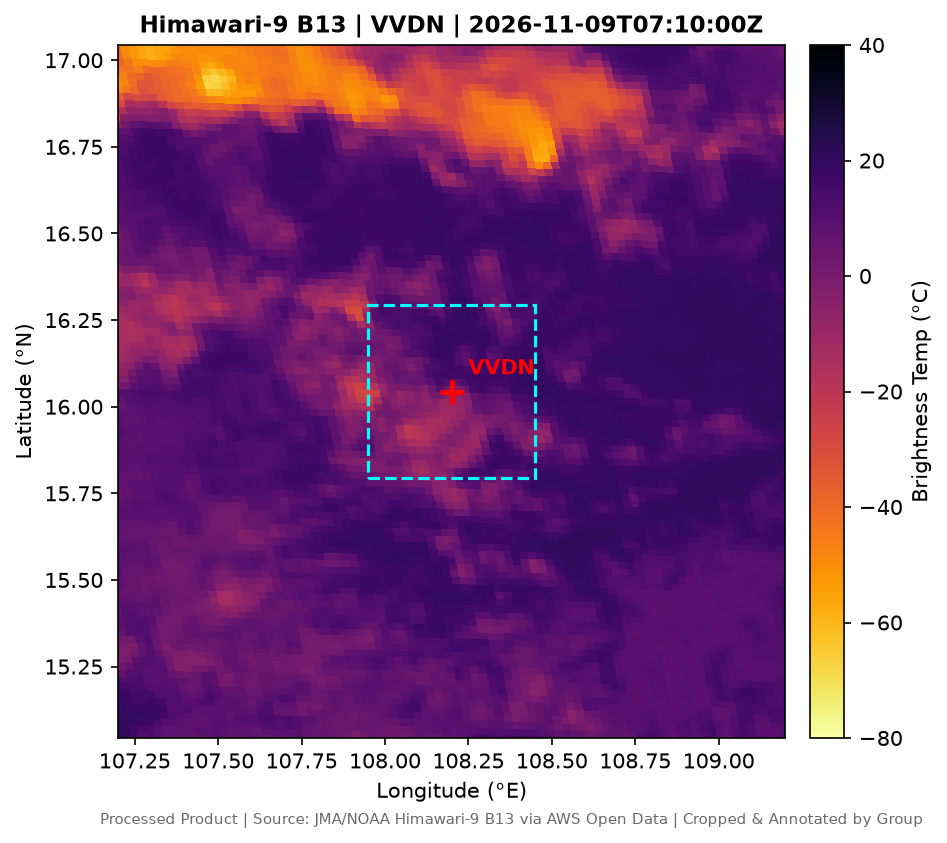 Himawari-9 B13 | VVDN | 2026-11-09T07:10:00Z
17.00
16.75
16.50
16.25
16.00
15.75
15.50
15.25
Latitude (°N)
VVDN
107.25 107.50 107.75 108.00 108.25 108.50 108.75 109.00
Longitude (°E)
40
20
0
−20
−40
−60
−80
Brightness Temp (°C)
Processed Product | Source: JMA/NOAA Himawari-9 B13 via AWS Open Data | Cropped & Annotated by Group